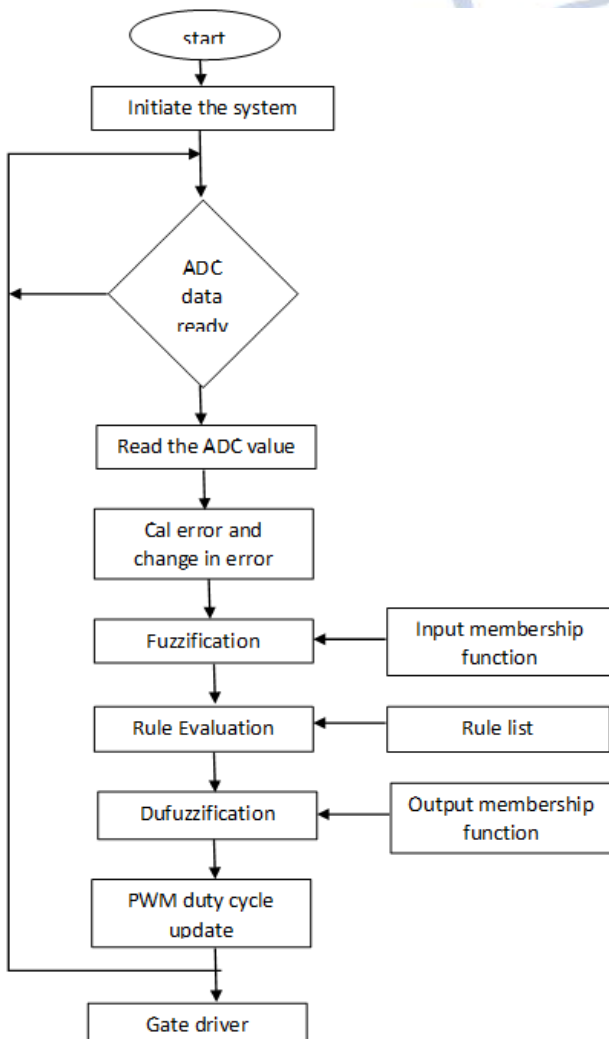 start
Initiate the system
ADC
data
ready
Read the ADC value
Cal error and
change in error
Fuzzification
Input membership
function
Rule Evaluation
Rule list
Dufuzzification
Output membership
function
PWM duty cycle
update
Gate driver